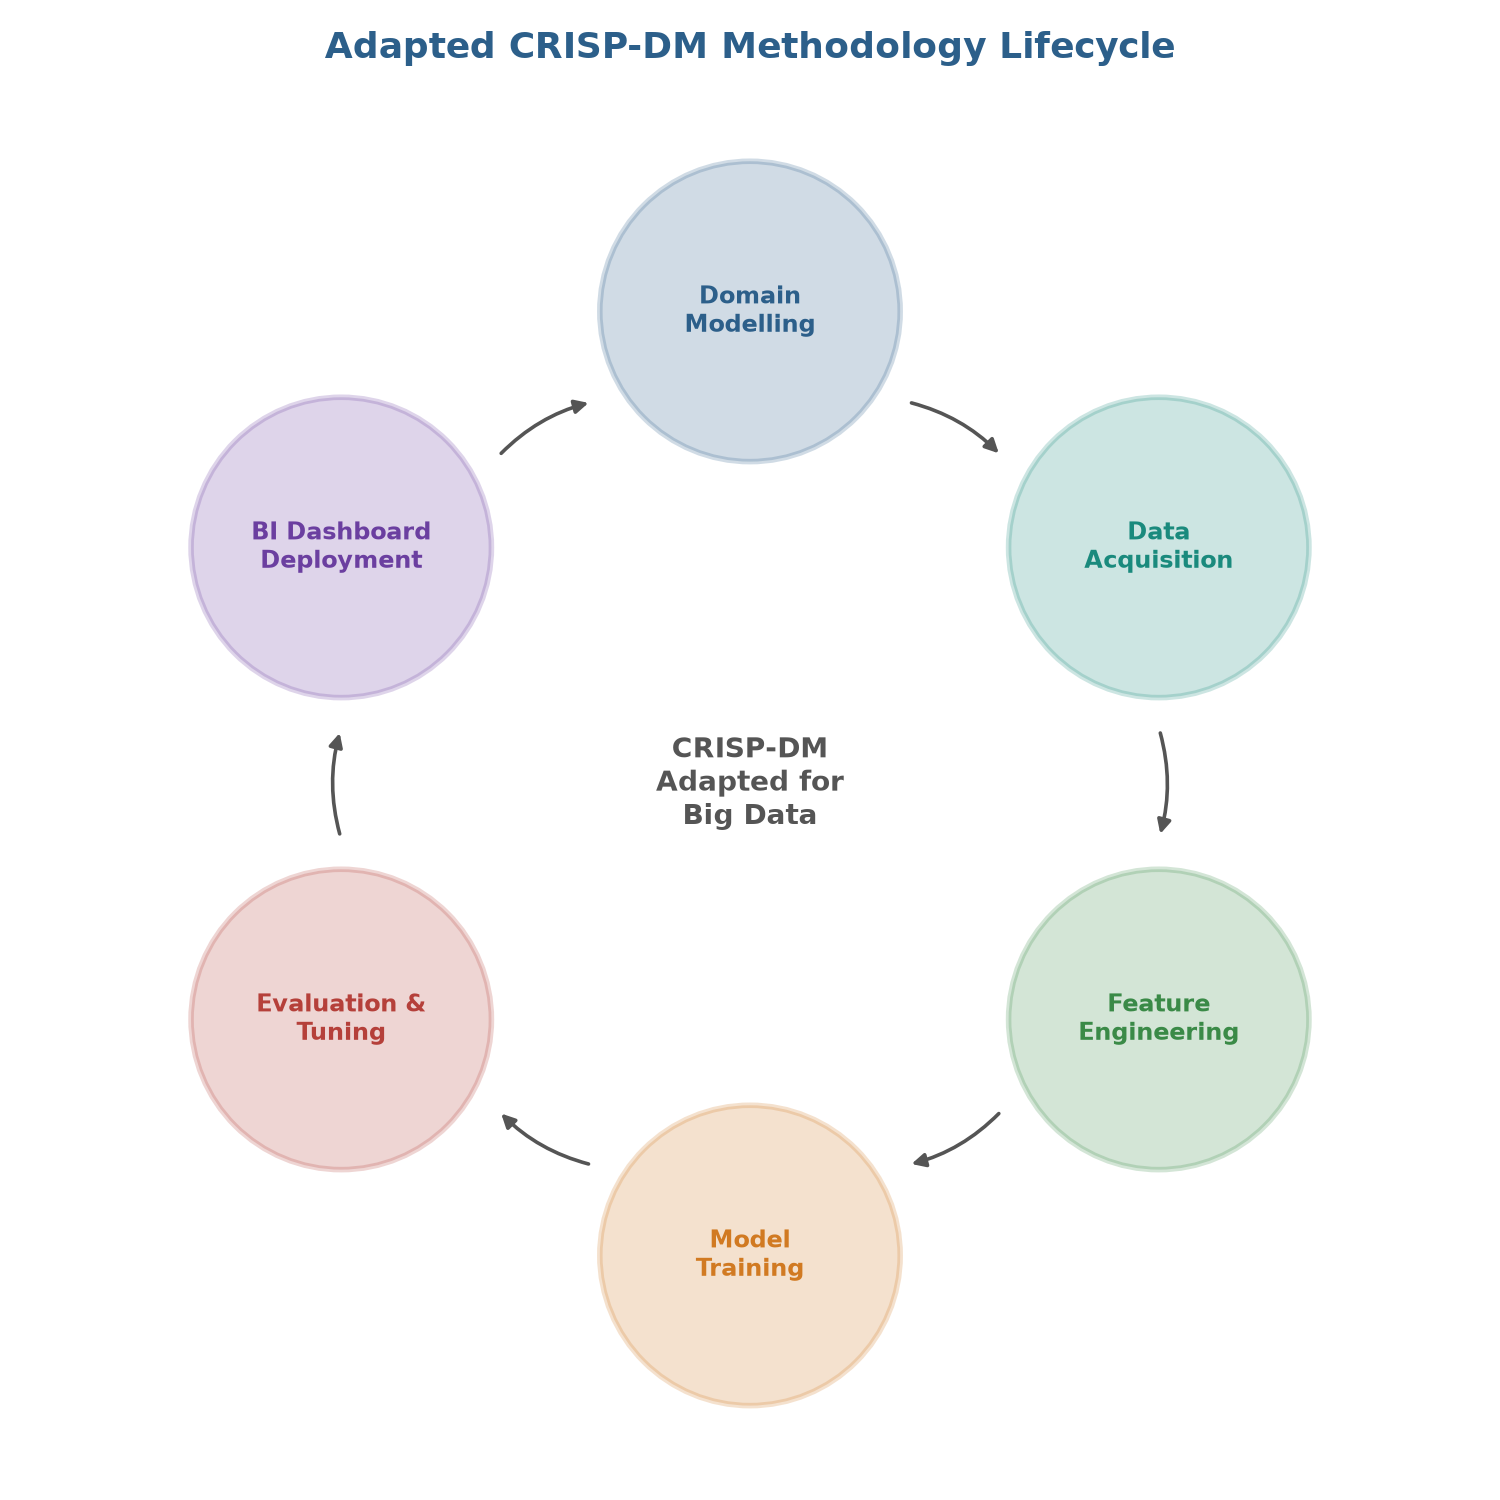 Adapted CRISP-DM Methodology Lifecycle
Domain
Modelling
Data
Acquisition
Feature
Engineering
Model
Training
Evaluation &
Tuning
BI Dashboard
Deployment
CRISP-DM
Adapted for
Big Data